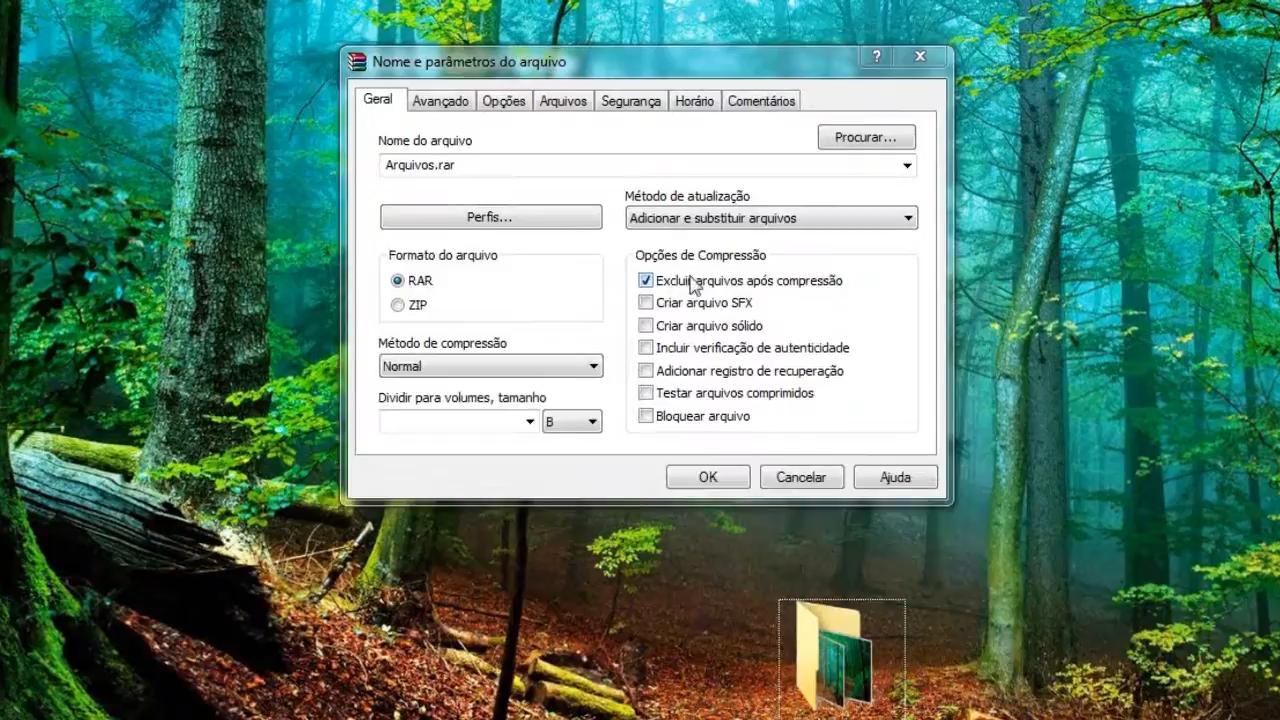 Nome e parâmetros do arquivo
?
Geral Avançado Opções Arquivos Segurança Horário Comentários
Nome do arquivo
Procurar...
Arquivos.rar
Método de atualização
Perfis...
Adicionar e substituir arquivos
Formato do arquivo
RAR
ZIP
Método de compressão
Normal
Dividir para volumes, tamanho
B
Opções de Compressão
Excluir arquivos após compressão
Criar arquivo SFX
Criar arquivo sólido
Incluir verificação de autenticidade
Adicionar registro de recuperação
Testar arquivos comprimidos
Bloquear arquivo
OK Cancelar Ajuda